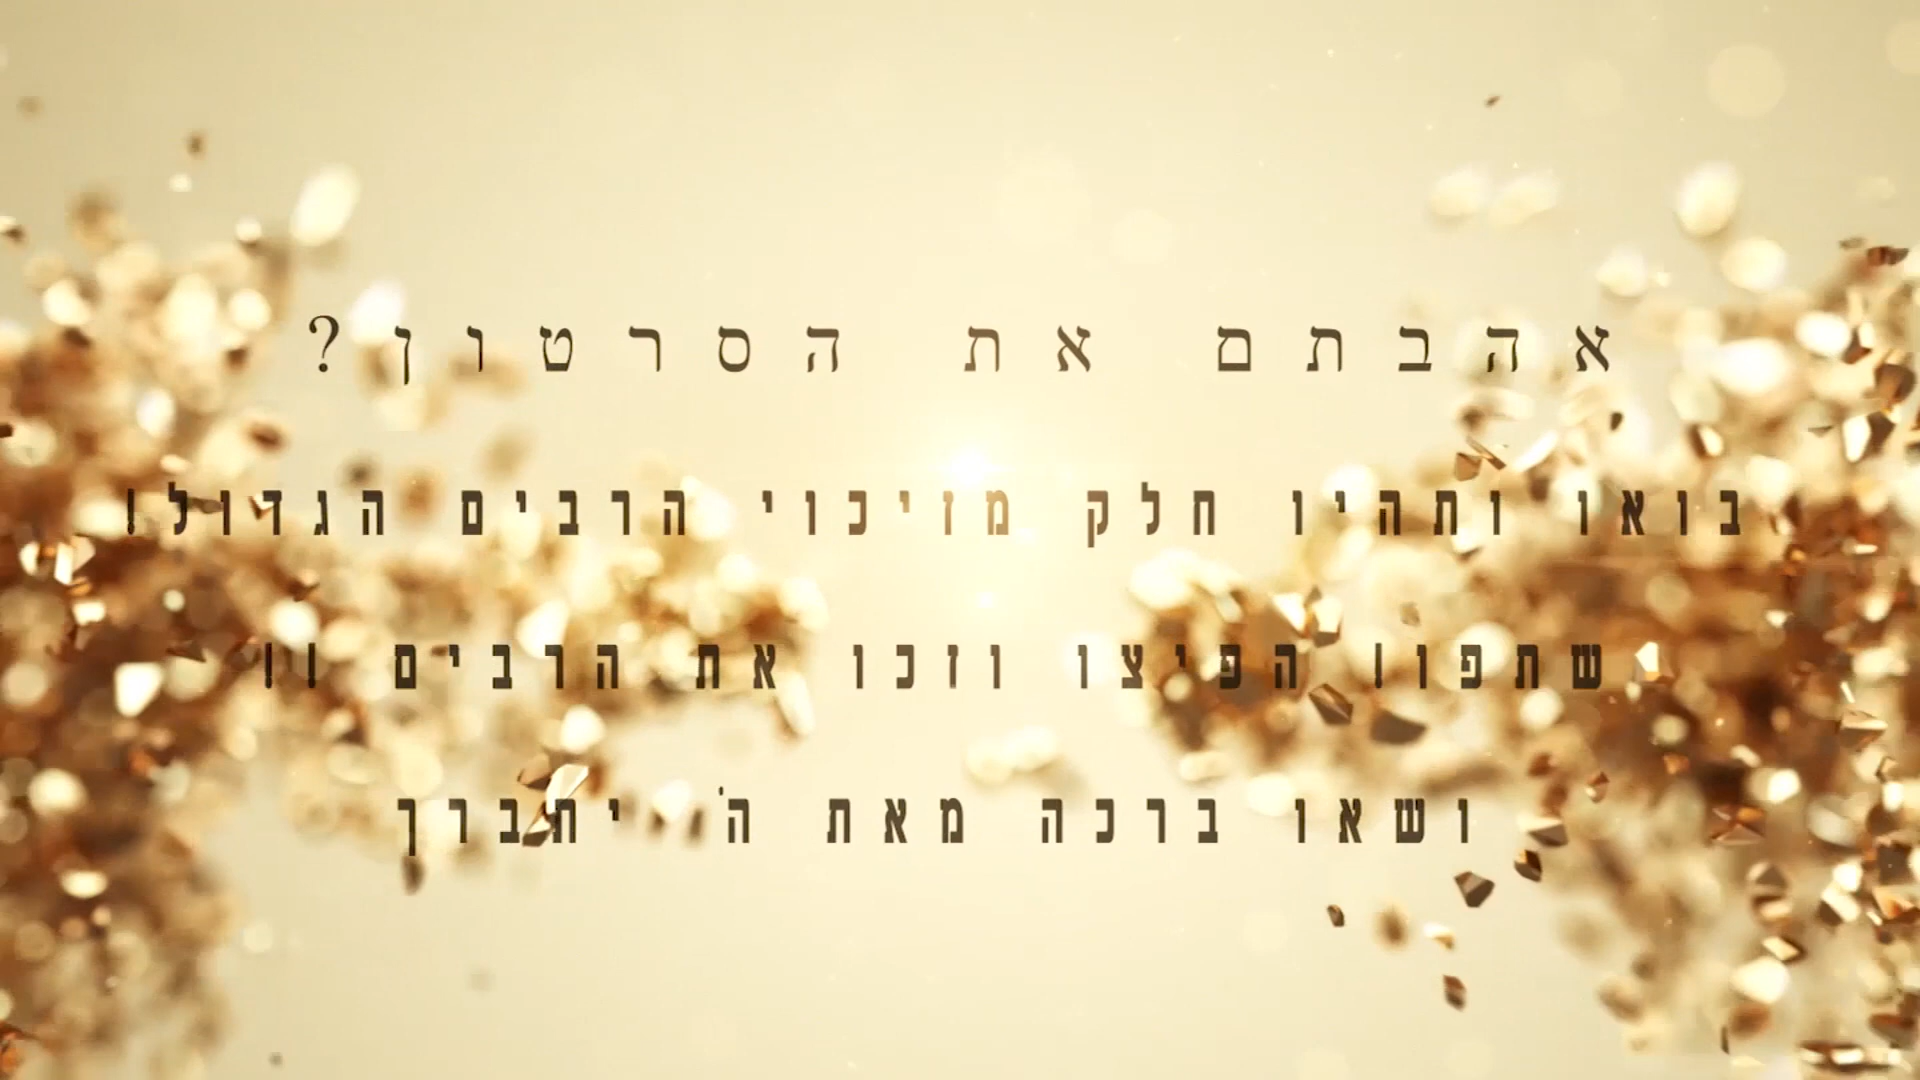 אהבתם את הסרטון?
בואו ותהיו חלק מזיכוי הרבים הגדול!
שתפו! הפיצו וזכו את הרבים !!
ושאו ברכה מאת ה' יתברך